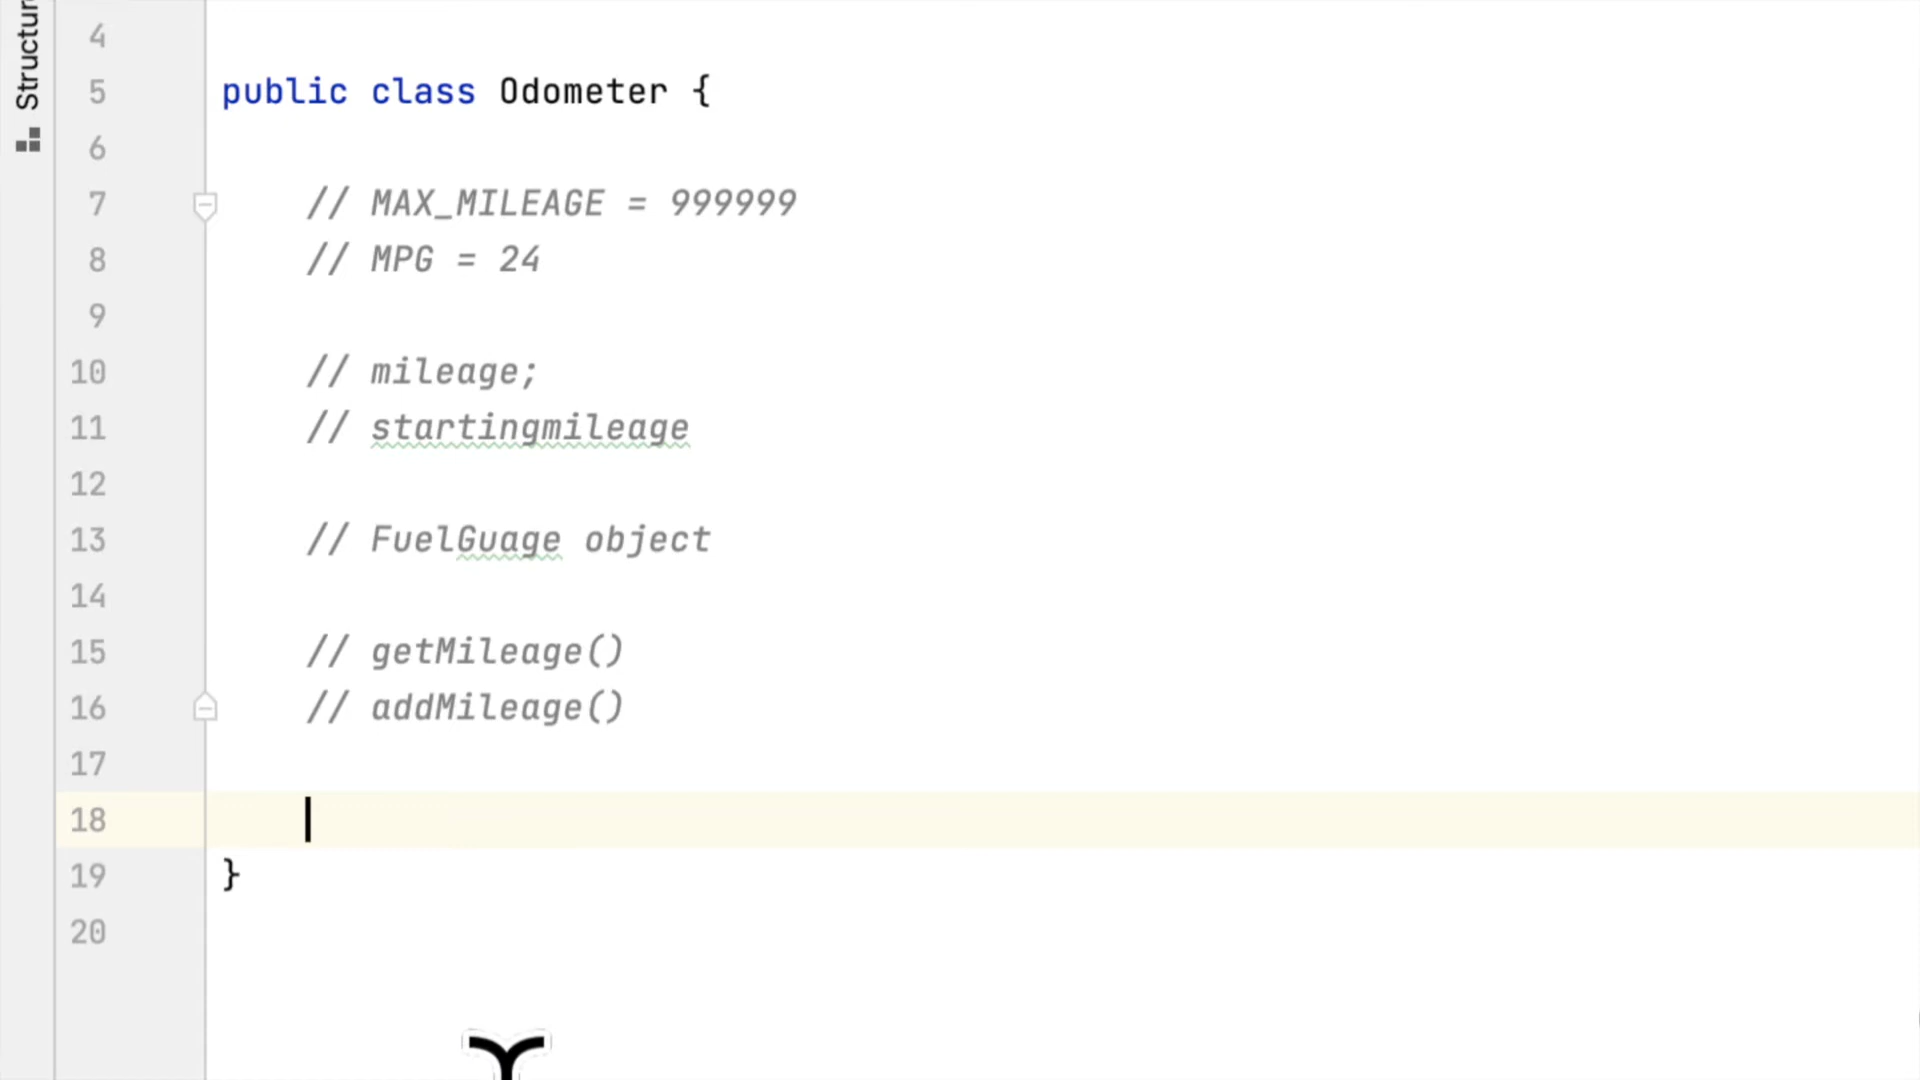 Structur
4
5 public class Odometer {
6
7 // MAX_MILEAGE = 999999
8 // MPG = 24
9
10 // mileage;
11 // startingmileage
12
13 // FuelGuage object
14
15 // getMileage()
16 // addMileage()
17
18
19 }
20